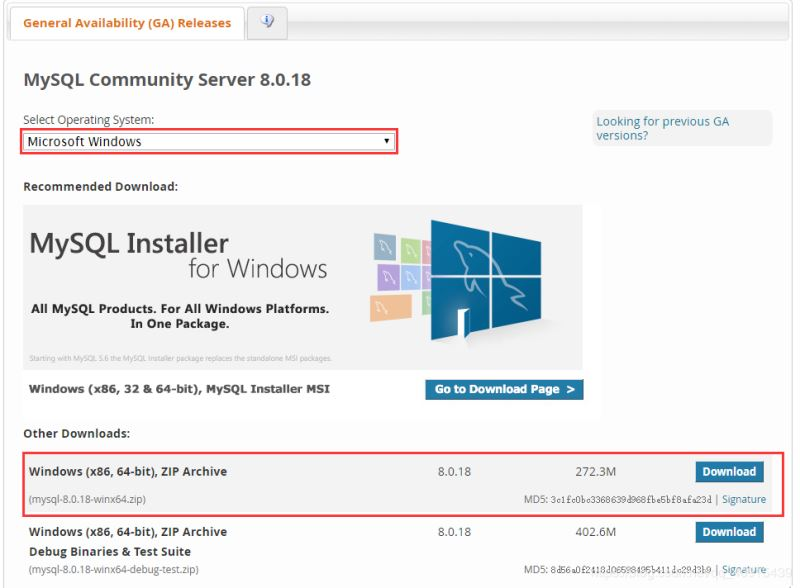 General Availability (GA) Releases
MySQL Community Server 8.0.18
Select Operating System:
Microsoft Windows
Looking for previous GA
versions?
Recommended Download:
MySQL Installer
for Windows
All MySQL Products. For All Windows Platforms.
In One Package.
Starting with MySQL 5.6 the MySQL Installer package replaces the standalone MSI packages.
Windows (x86, 32 & 64-bit), MySQL Installer MSI
Go to Download Page >
Other Downloads:
Windows (x86, 64-bit), ZIP Archive 8.0.18 272.3M Download
(mysql-8.0.18-winx64.zip) MD5: | Signature
Windows (x86, 64-bit), ZIP Archive 8.0.18 402.6M Download
Debug Binaries & Test Suite
(mysql-8.0.18-winx64-debug-test.zip) MD5: | Signature